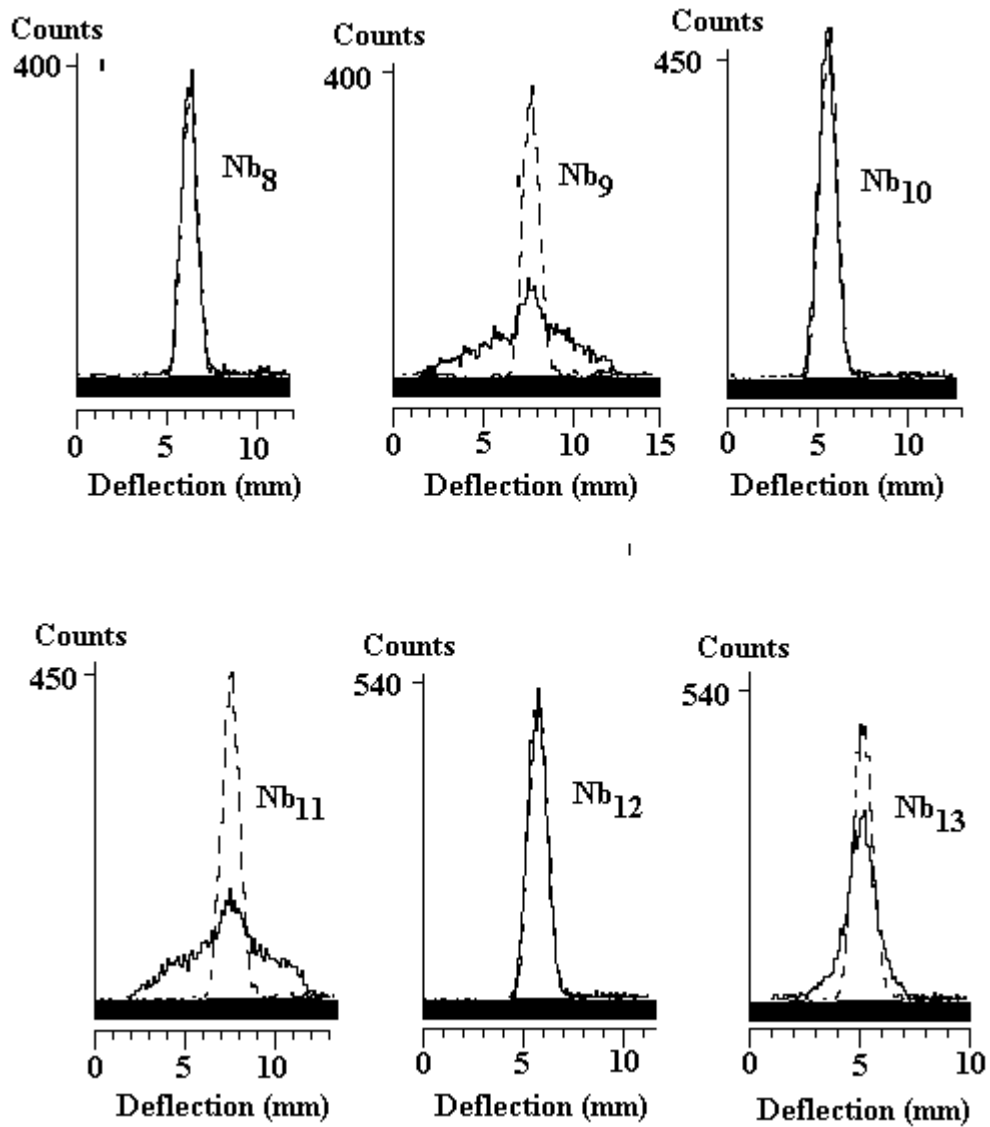 Counts
400
Nb8
0 5 10
Deflection (mm)
Counts
400
Nb9
0 5 10 15
Deflection (mm)
Counts
450
Nb10
0 5 10
Deflection (mm)
Counts
450
Nb11
0 5 10
Deflection (mm)
Counts
540
Nb12
0 5 10
Deflection (mm)
Counts
540
Nb13
0 5 10
Deflection (mm)